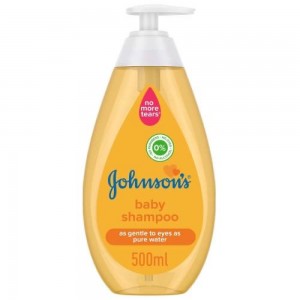 no
more
tears®
0%
Johnson's
baby
shampoo
as gentle to eyes as
pure water
500ml